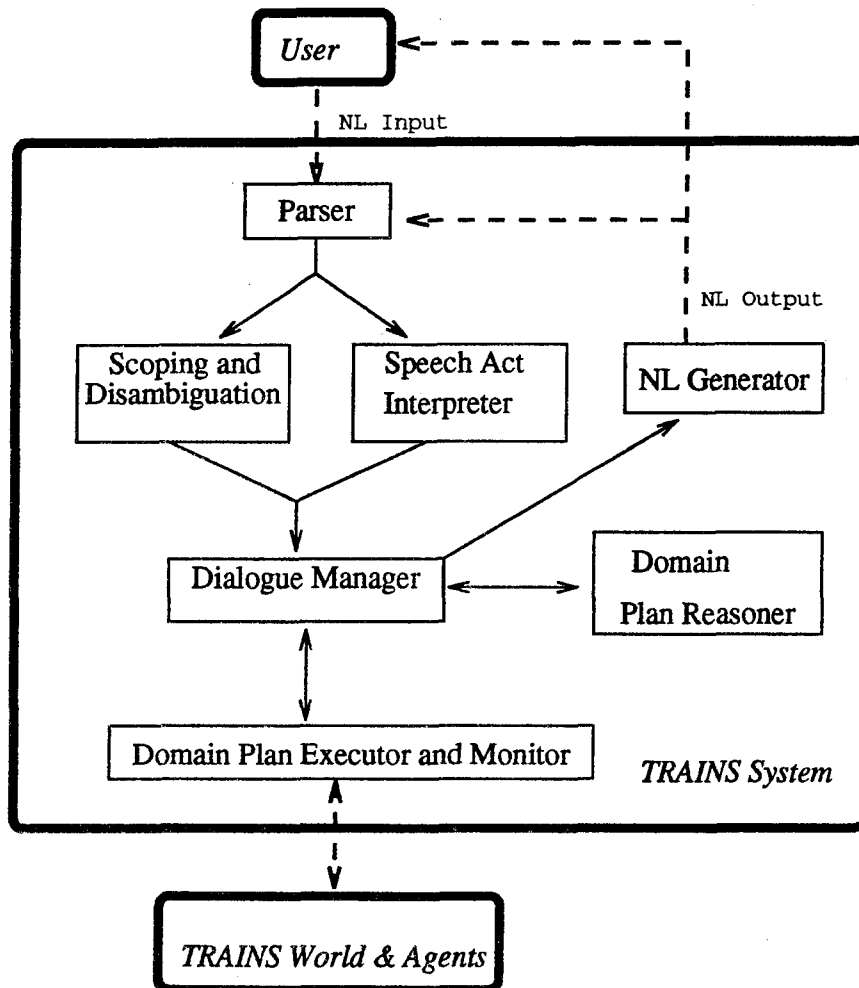 User
NL Input
Parser
NL Output
Scoping and
Disambiguation
Speech Act
Interpreter
NL Generator
Dialogue Manager
Domain
Plan Reasoner
Domain Plan Executor and Monitor
TRAINS System
TRAINS World & Agents